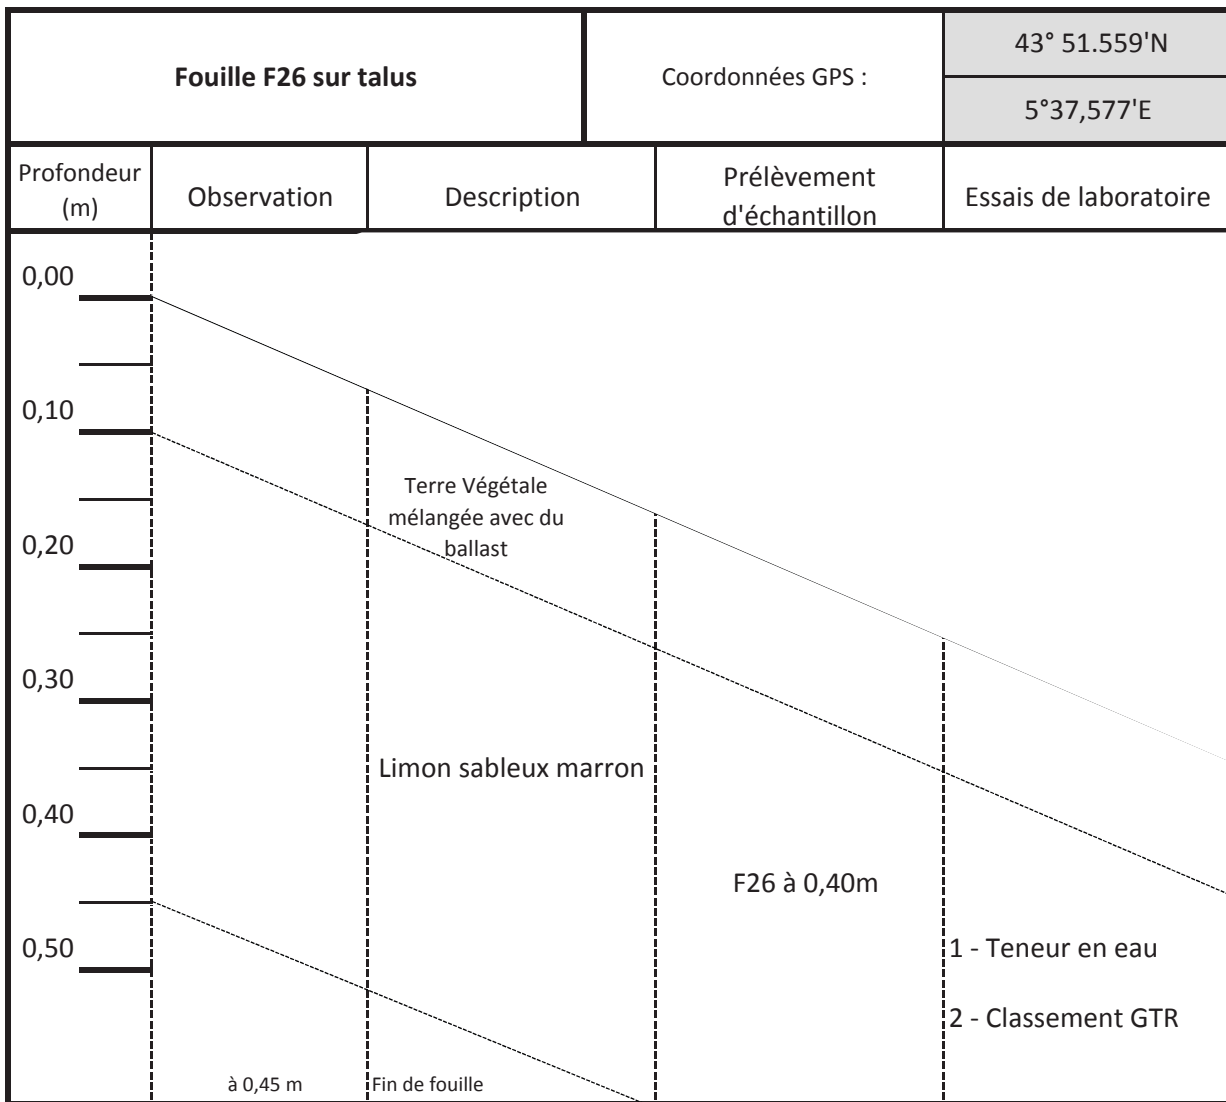 Fouille F26 sur talus
Coordonnées GPS :
43° 51.559'N
5°37,577'E
Profondeur
(m)
Observation
Description
Prélèvement
d'échantillon
Essais de laboratoire
0,00
0,10
Terre Végétale
mélangée avec du
ballast
0,20
0,30
Limon sableux marron
0,40
F26 à 0,40m
0,50
1 - Teneur en eau
2 - Classement GTR
à 0,45 m
Fin de fouille